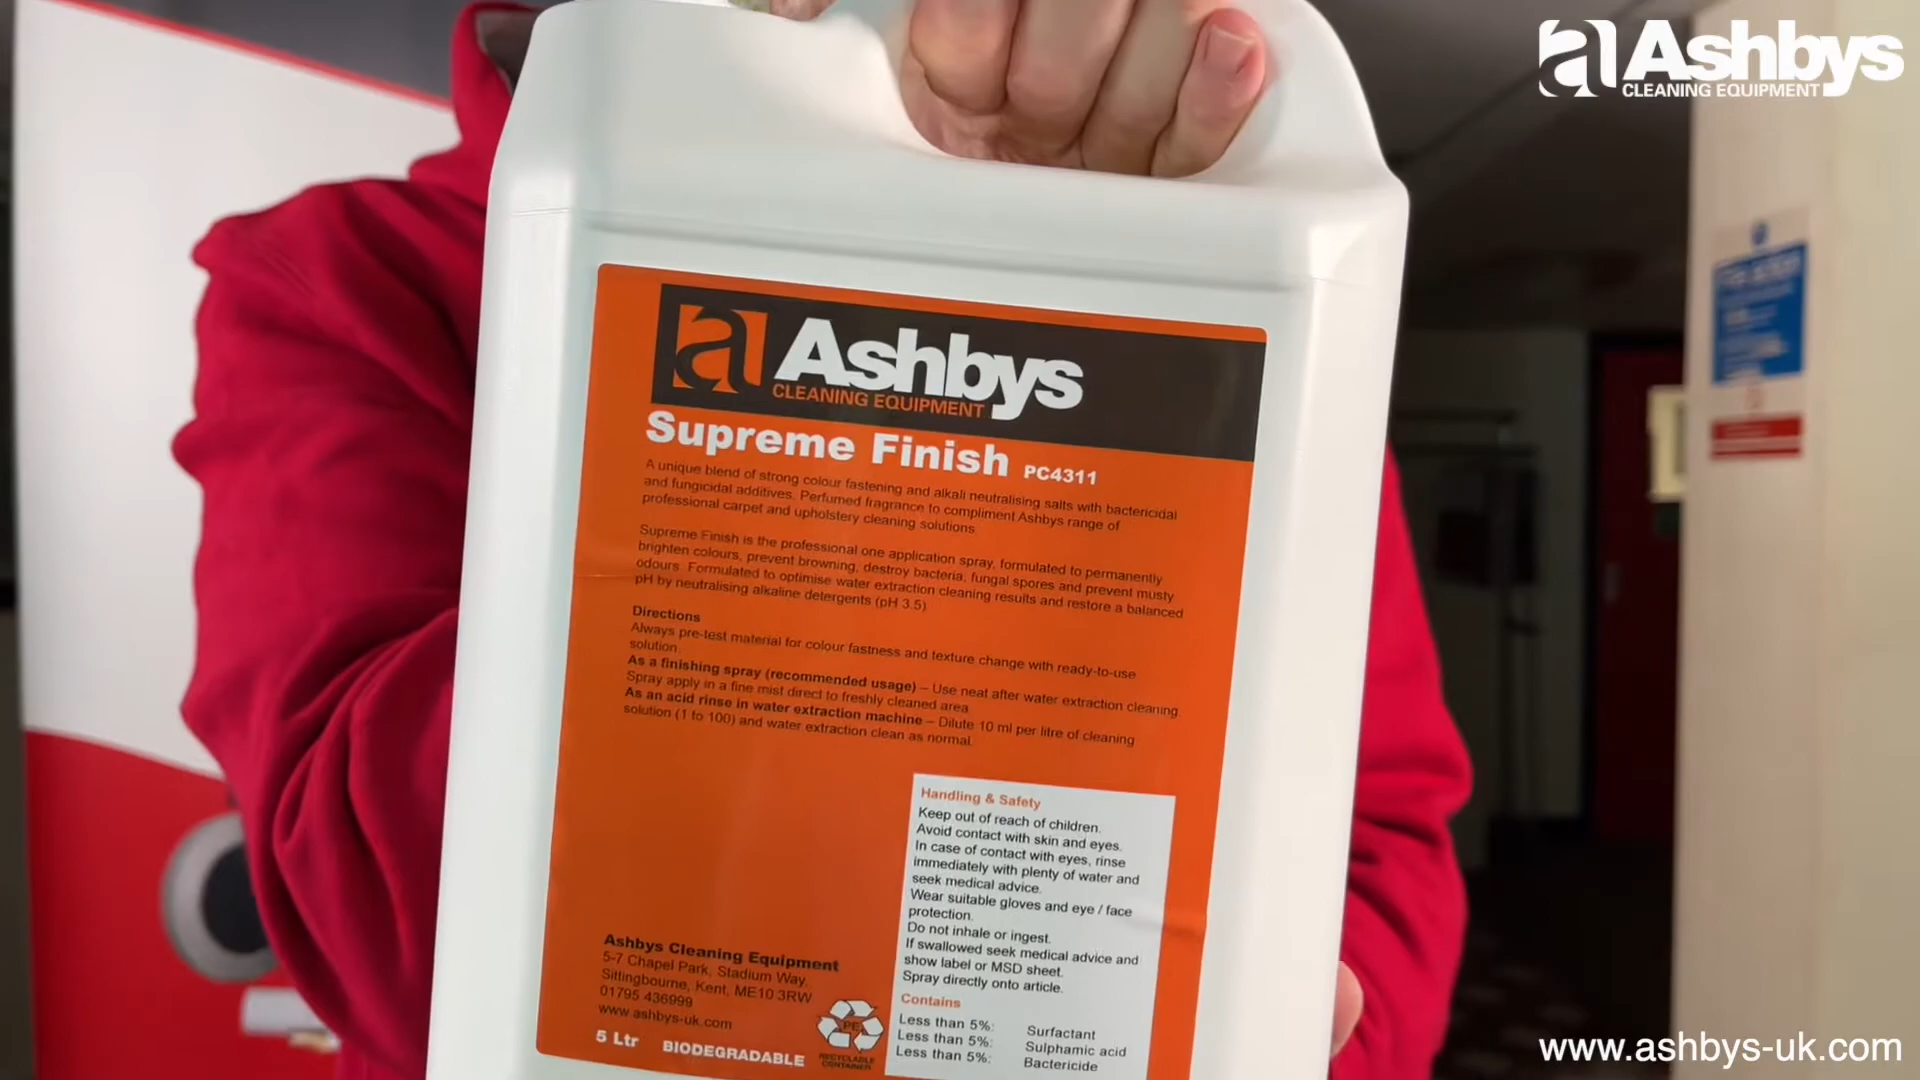 a Ashbys
CLEANING EQUIPMENT
a Ashbys
CLEANING EQUIPMENT
Supreme Finish PC4311
A unique blend of strong colour fastening and alkali neutralising salts with bactericidal
and fungicidal additives. Perfumed fragrance to compliment Ashbys range of
professional carpet and upholstery cleaning solutions
Supreme Finish is the professional one application spray, formulated to permanently
brighten colours, prevent browning, destroy bacteria, fungal spores and prevent musty
odours. Formulated to optimise water extraction cleaning results and restore a balanced
pH by neutralising alkaline detergents (pH 3.5)
Directions
Always pre-test material for colour fastness and texture change with ready-to-use
solution.
As a finishing spray (recommended usage) – Use neat after water extraction cleaning.
Spray apply in a fine mist direct to freshly cleaned area
As an acid rinse in water extraction machine – Dilute 10 ml per litre of cleaning
solution (1 to 100) and water extraction clean as normal.
Handling & Safety
Keep out of reach of children.
Avoid contact with skin and eyes.
In case of contact with eyes, rinse
immediately with plenty of water and
seek medical advice.
Wear suitable gloves and eye / face
protection.
Do not inhale or ingest.
If swallowed seek medical advice and
show label or MSD sheet.
Spray directly onto article.
Contains
Less than 5%: Surfactant
Less than 5%: Sulphamic acid
Less than 5%: Bactericide
Ashbys Cleaning Equipment
5-7 Chapel Park, Stadium Way,
Sittingbourne, Kent, ME10 3RW
01795 436999
www.ashbys-uk.com
5 Ltr BIODEGRADABLE
PE
RECYCLABLE
CONTAINER
www.ashbys-uk.com